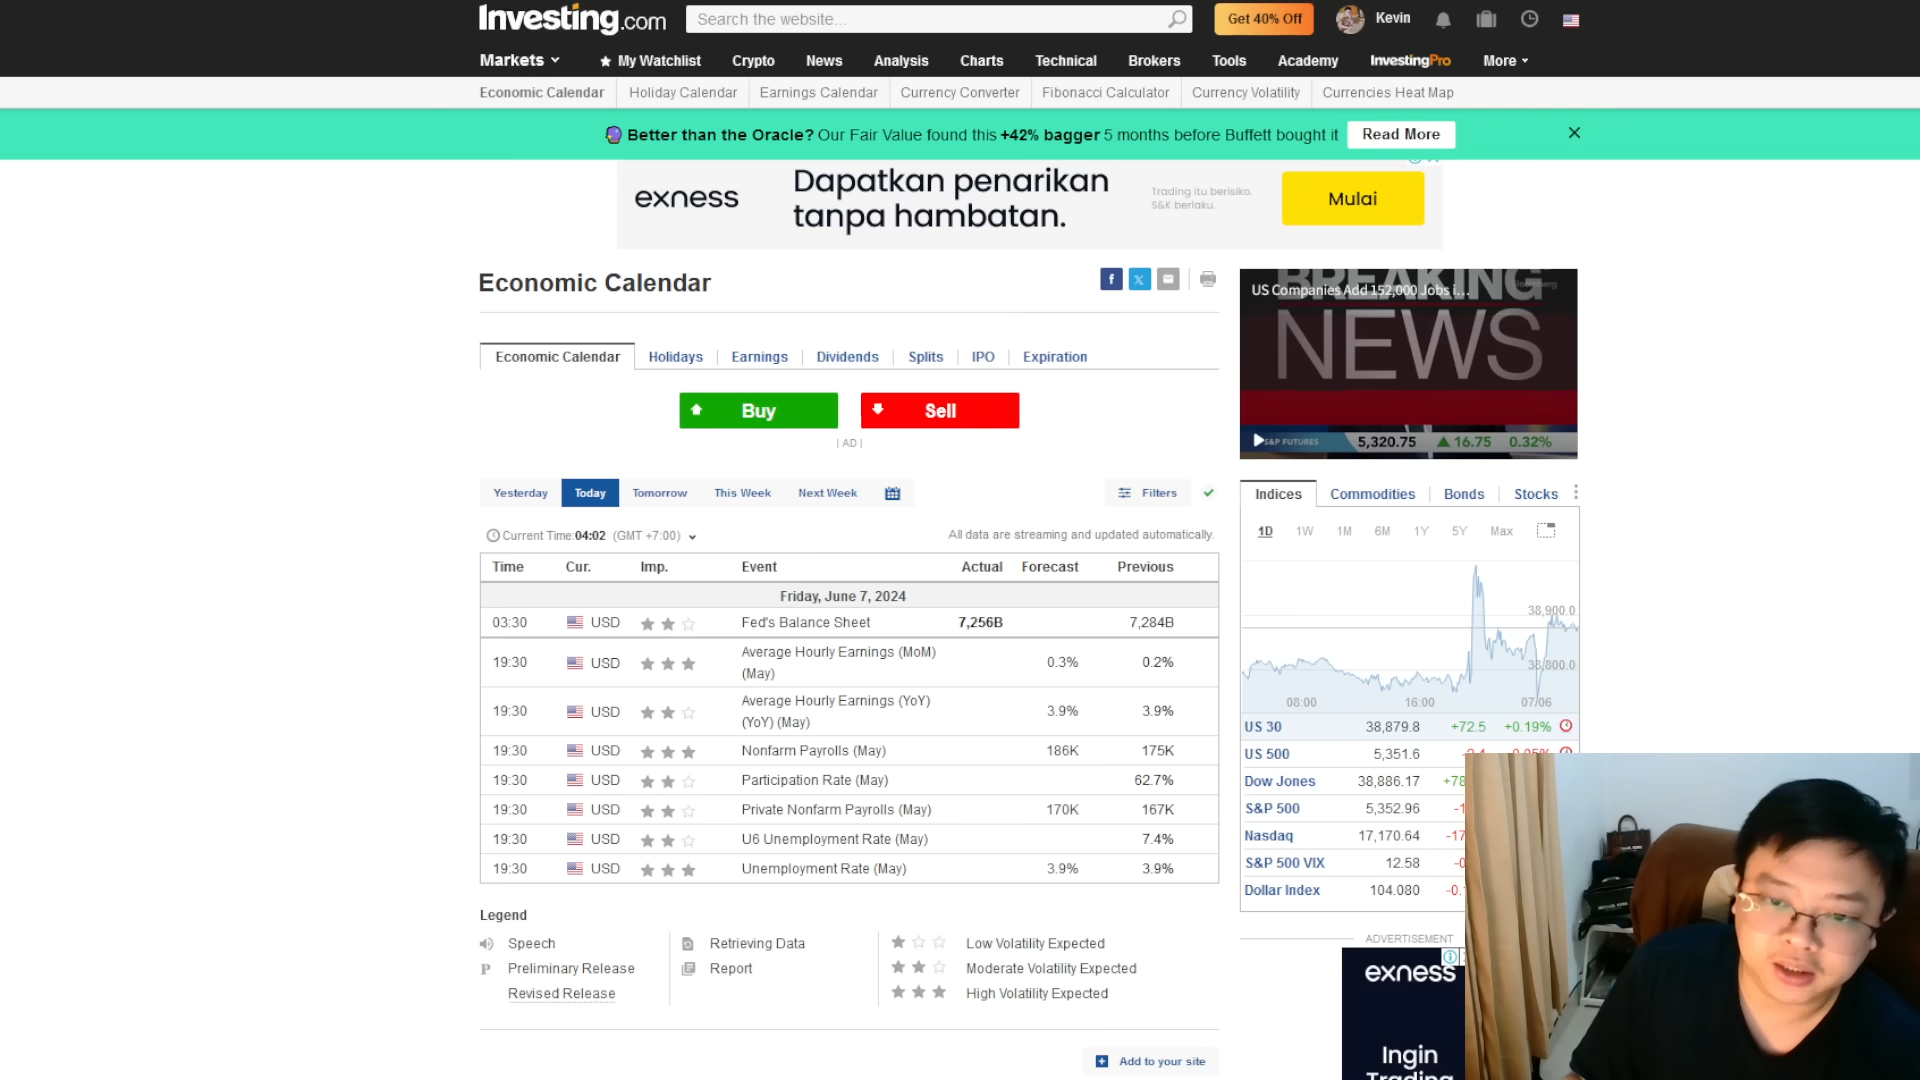 Investing.com
Search the website...
Get 40% Off
Kevin
Markets
My Watchlist
Crypto
News
Analysis
Charts
Technical
Brokers
Tools
Academy
InvestingPro
More
Economic Calendar
Holiday Calendar
Earnings Calendar
Currency Converter
Fibonacci Calculator
Currency Volatility
Currencies Heat Map
Better than the Oracle? Our Fair Value found this +42% bagger 5 months before Buffett bought it
Read More
exness
Dapatkan penarikan
tanpa hambatan.
Trading itu berisiko.
S&K berlaku.
Mulai
Economic Calendar
BREAKING
US Companies Add 152,000 Jobs i...
NEWS
S&P FUTURES 5,320.75 16.75 0.32%
Economic Calendar
Holidays
Earnings
Dividends
Splits
IPO
Expiration
Buy
Sell
| AD |
Yesterday
Today
Tomorrow
This Week
Next Week
Filters
Current Time:04:02 (GMT +7:00)
All data are streaming and updated automatically.
Time Cur. Imp. Event Actual Forecast Previous
Friday, June 7, 2024
03:30 USD Fed's Balance Sheet 7,256B 7,284B
19:30 USD Average Hourly Earnings (MoM) (May) 0.3% 0.2%
19:30 USD Average Hourly Earnings (YoY) (YoY) (May) 3.9% 3.9%
19:30 USD Nonfarm Payrolls (May) 186K 175K
19:30 USD Participation Rate (May) 62.7%
19:30 USD Private Nonfarm Payrolls (May) 170K 167K
19:30 USD U6 Unemployment Rate (May) 7.4%
19:30 USD Unemployment Rate (May) 3.9% 3.9%
Legend
Speech
Preliminary Release
Revised Release
Retrieving Data
Report
Low Volatility Expected
Moderate Volatility Expected
High Volatility Expected
Add to your site
Indices
Commodities
Bonds
Stocks
1D 1W 1M 6M 1Y 5Y Max
38,900.0
38,800.0
08:00 16:00 07/06
US 30 38,879.8 +72.5 +0.19%
US 500 5,351.6 -2.4 -0.05%
Dow Jones 38,886.17 +78
S&P 500 5,352.96 -1
Nasdaq 17,170.64 -17
S&P 500 VIX 12.58 -0
Dollar Index 104.080 -0.
ADVERTISEMENT
exness
Ingin
Trading